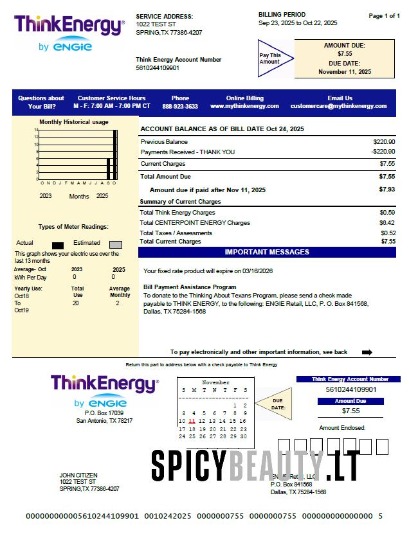 ThinkEnergy®
by ENGIE
SERVICE ADDRESS:
1022 TEST ST
SPRING,TX 77386-4207
Think Energy Account Number
5610244109901
BILLING PERIOD
Sep 23, 2025 to Oct 22, 2025
Page 1 of 1
Pay This
Amount
AMOUNT DUE:
$7.55
DUE DATE:
November 11, 2025
Questions about
Your Bill?
Customer Service Hours
M - F: 7:00 AM - 7:00 PM CT
Phone
888-923-3633
Online Billing
www.mythinkenergy.com
Email Us
customercare@mythinkenergy.com
Monthly Historical usage
O N D J F M A M J J A S O
2023 Months 2025
Types of Meter Readings:
Actual Estimated
This graph shows your electric use over the
last 13 months
Average- Oct 2023 2025
kWh Per Day 0 0
Yearly Use: Total Average
Oct18 Use Monthly
To 20 2
Oct19
ACCOUNT BALANCE AS OF BILL DATE Oct 24, 2025
Previous Balance $220.90
Payments Received - THANK YOU -$220.90
Current Charges $7.55
Total Amount Due $7.55
Amount due if paid after Nov 11, 2025 $7.93
Summary of Current Charges
Total Think Energy Charges $0.59
Total CENTERPOINT ENERGY Charges $6.42
Total Taxes / Assessments $0.52
Total Current Charges $7.55
IMPORTANT MESSAGES
Your fixed rate product will expire on 03/16/2026
Bill Payment Assistance Program
To donate to the Thinking About Texans Program, please send a check made
payable to THINK ENERGY, to the following: ENGIE Retail, LLC, P. O. Box 841568,
Dallas, TX 75284-1568
To pay electronically and other important information, see back
Return this part to address below with a check payable to Think Energy
ThinkEnergy®
by ENGIE
P.O. Box 17039
San Antonio, TX 78217
November
S M T W T F S
1 2
3 4 5 6 7 8 9
10 11 12 13 14 15 16
17 18 19 20 21 22 23
24 25 26 27 28 29 30
DUE
DATE:
Think Energy Account Number
5610244109901
Amount Due
$7.55
Amount Enclosed:
SPICYBEAUTY.LT
JOHN CITIZEN
1022 TEST ST
SPRING,TX 77386-4207
P.O. Box 841568
Dallas, TX 75284-1568